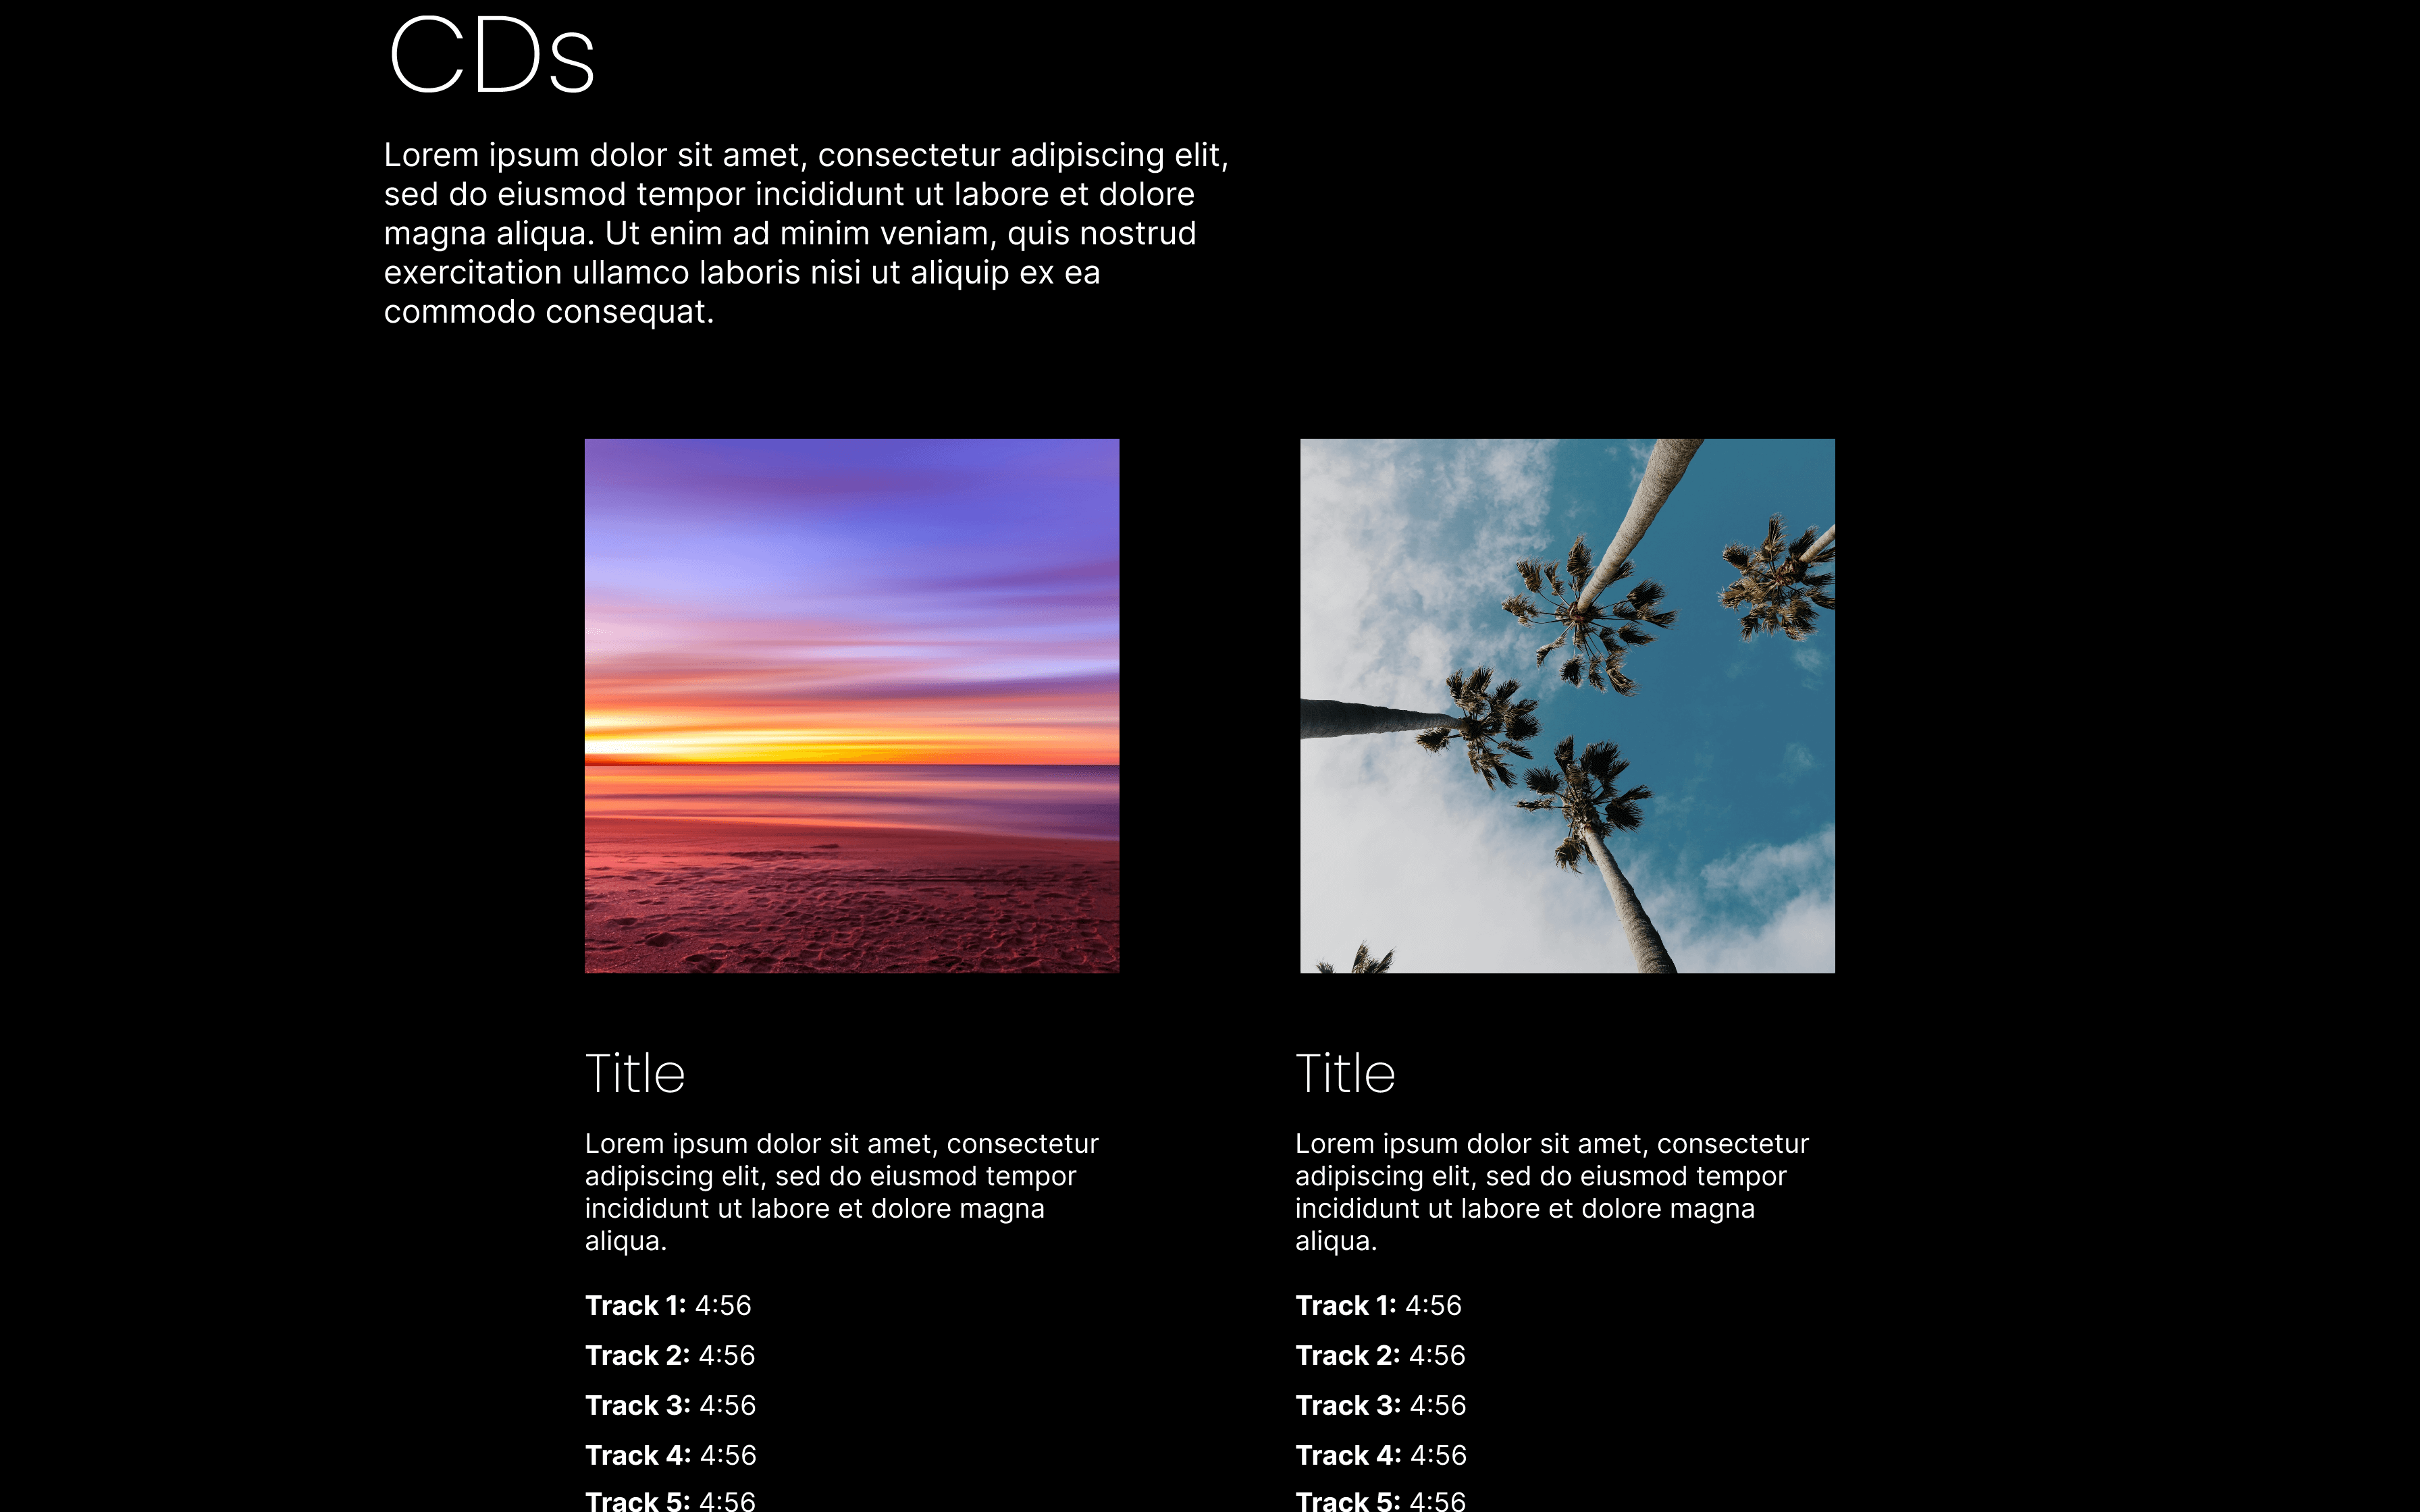 CDs
Lorem ipsum dolor sit amet, consectetur adipiscing elit,
sed do eiusmod tempor incididunt ut labore et dolore
magna aliqua. Ut enim ad minim veniam, quis nostrud
exercitation ullamco laboris nisi ut aliquip ex ea
commodo consequat.
Title
Lorem ipsum dolor sit amet, consectetur
adipiscing elit, sed do eiusmod tempor
incididunt ut labore et dolore magna
aliqua.
Track 1: 4:56
Track 2: 4:56
Track 3: 4:56
Track 4: 4:56
Track 5: 4:56
Title
Lorem ipsum dolor sit amet, consectetur
adipiscing elit, sed do eiusmod tempor
incididunt ut labore et dolore magna
aliqua.
Track 1: 4:56
Track 2: 4:56
Track 3: 4:56
Track 4: 4:56
Track 5: 4:56